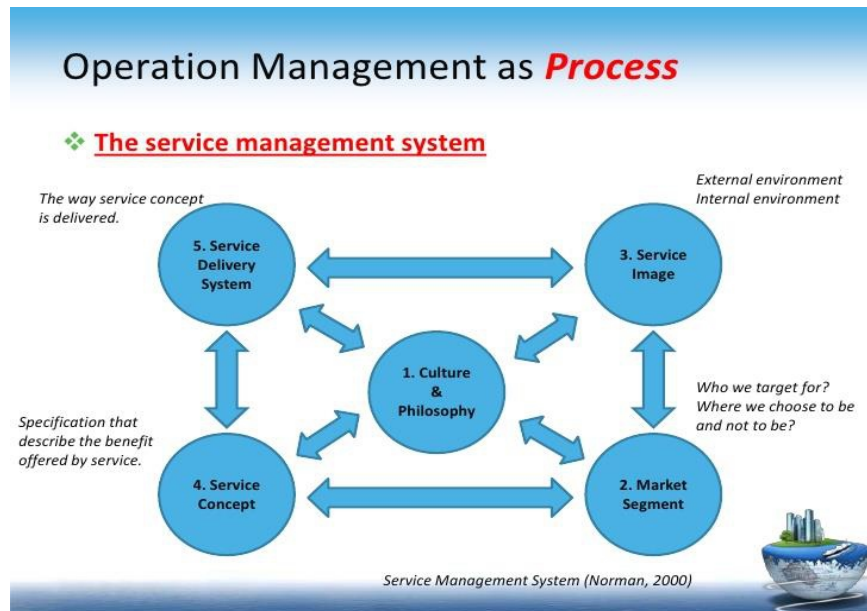 Operation Management as Process
The service management system
The way service concept
is delivered.
External environment
Internal environment
5. Service
Delivery
System
3. Service
Image
1. Culture
&
Philosophy
Specification that
describe the benefit
offered by service.
Who we target for?
Where we choose to be
and not to be?
4. Service
Concept
2. Market
Segment
Service Management System (Norman, 2000)